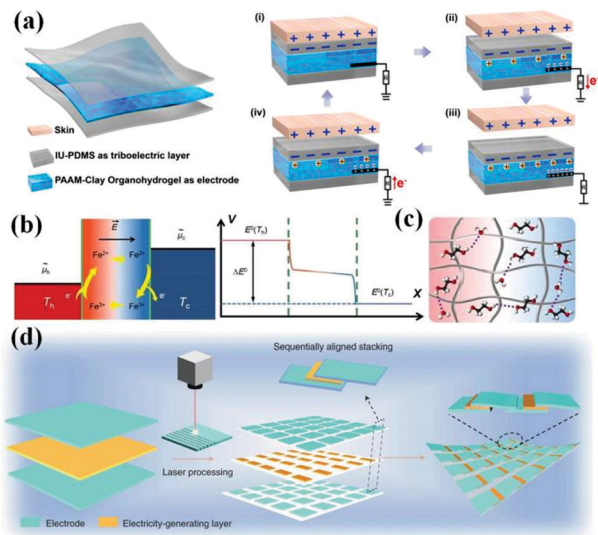 (a)
Skin
IU-PDMS as triboelectric layer
PAAM-Clay Organohydrogel as electrode
(i)
(ii)
(iv)
(iii)
R
R
e-
R
e-
R
(b)
E
μ̃h
μ̃c
Fe2+
Fe2+
e-
e-
Fe3+
Fe3+
Th
Tc
V
E0(Th)
ΔE0
E0(Tc)
X
(c)
(d)
Sequentially aligned stacking
Laser processing
Electrode
Electricity-generating layer